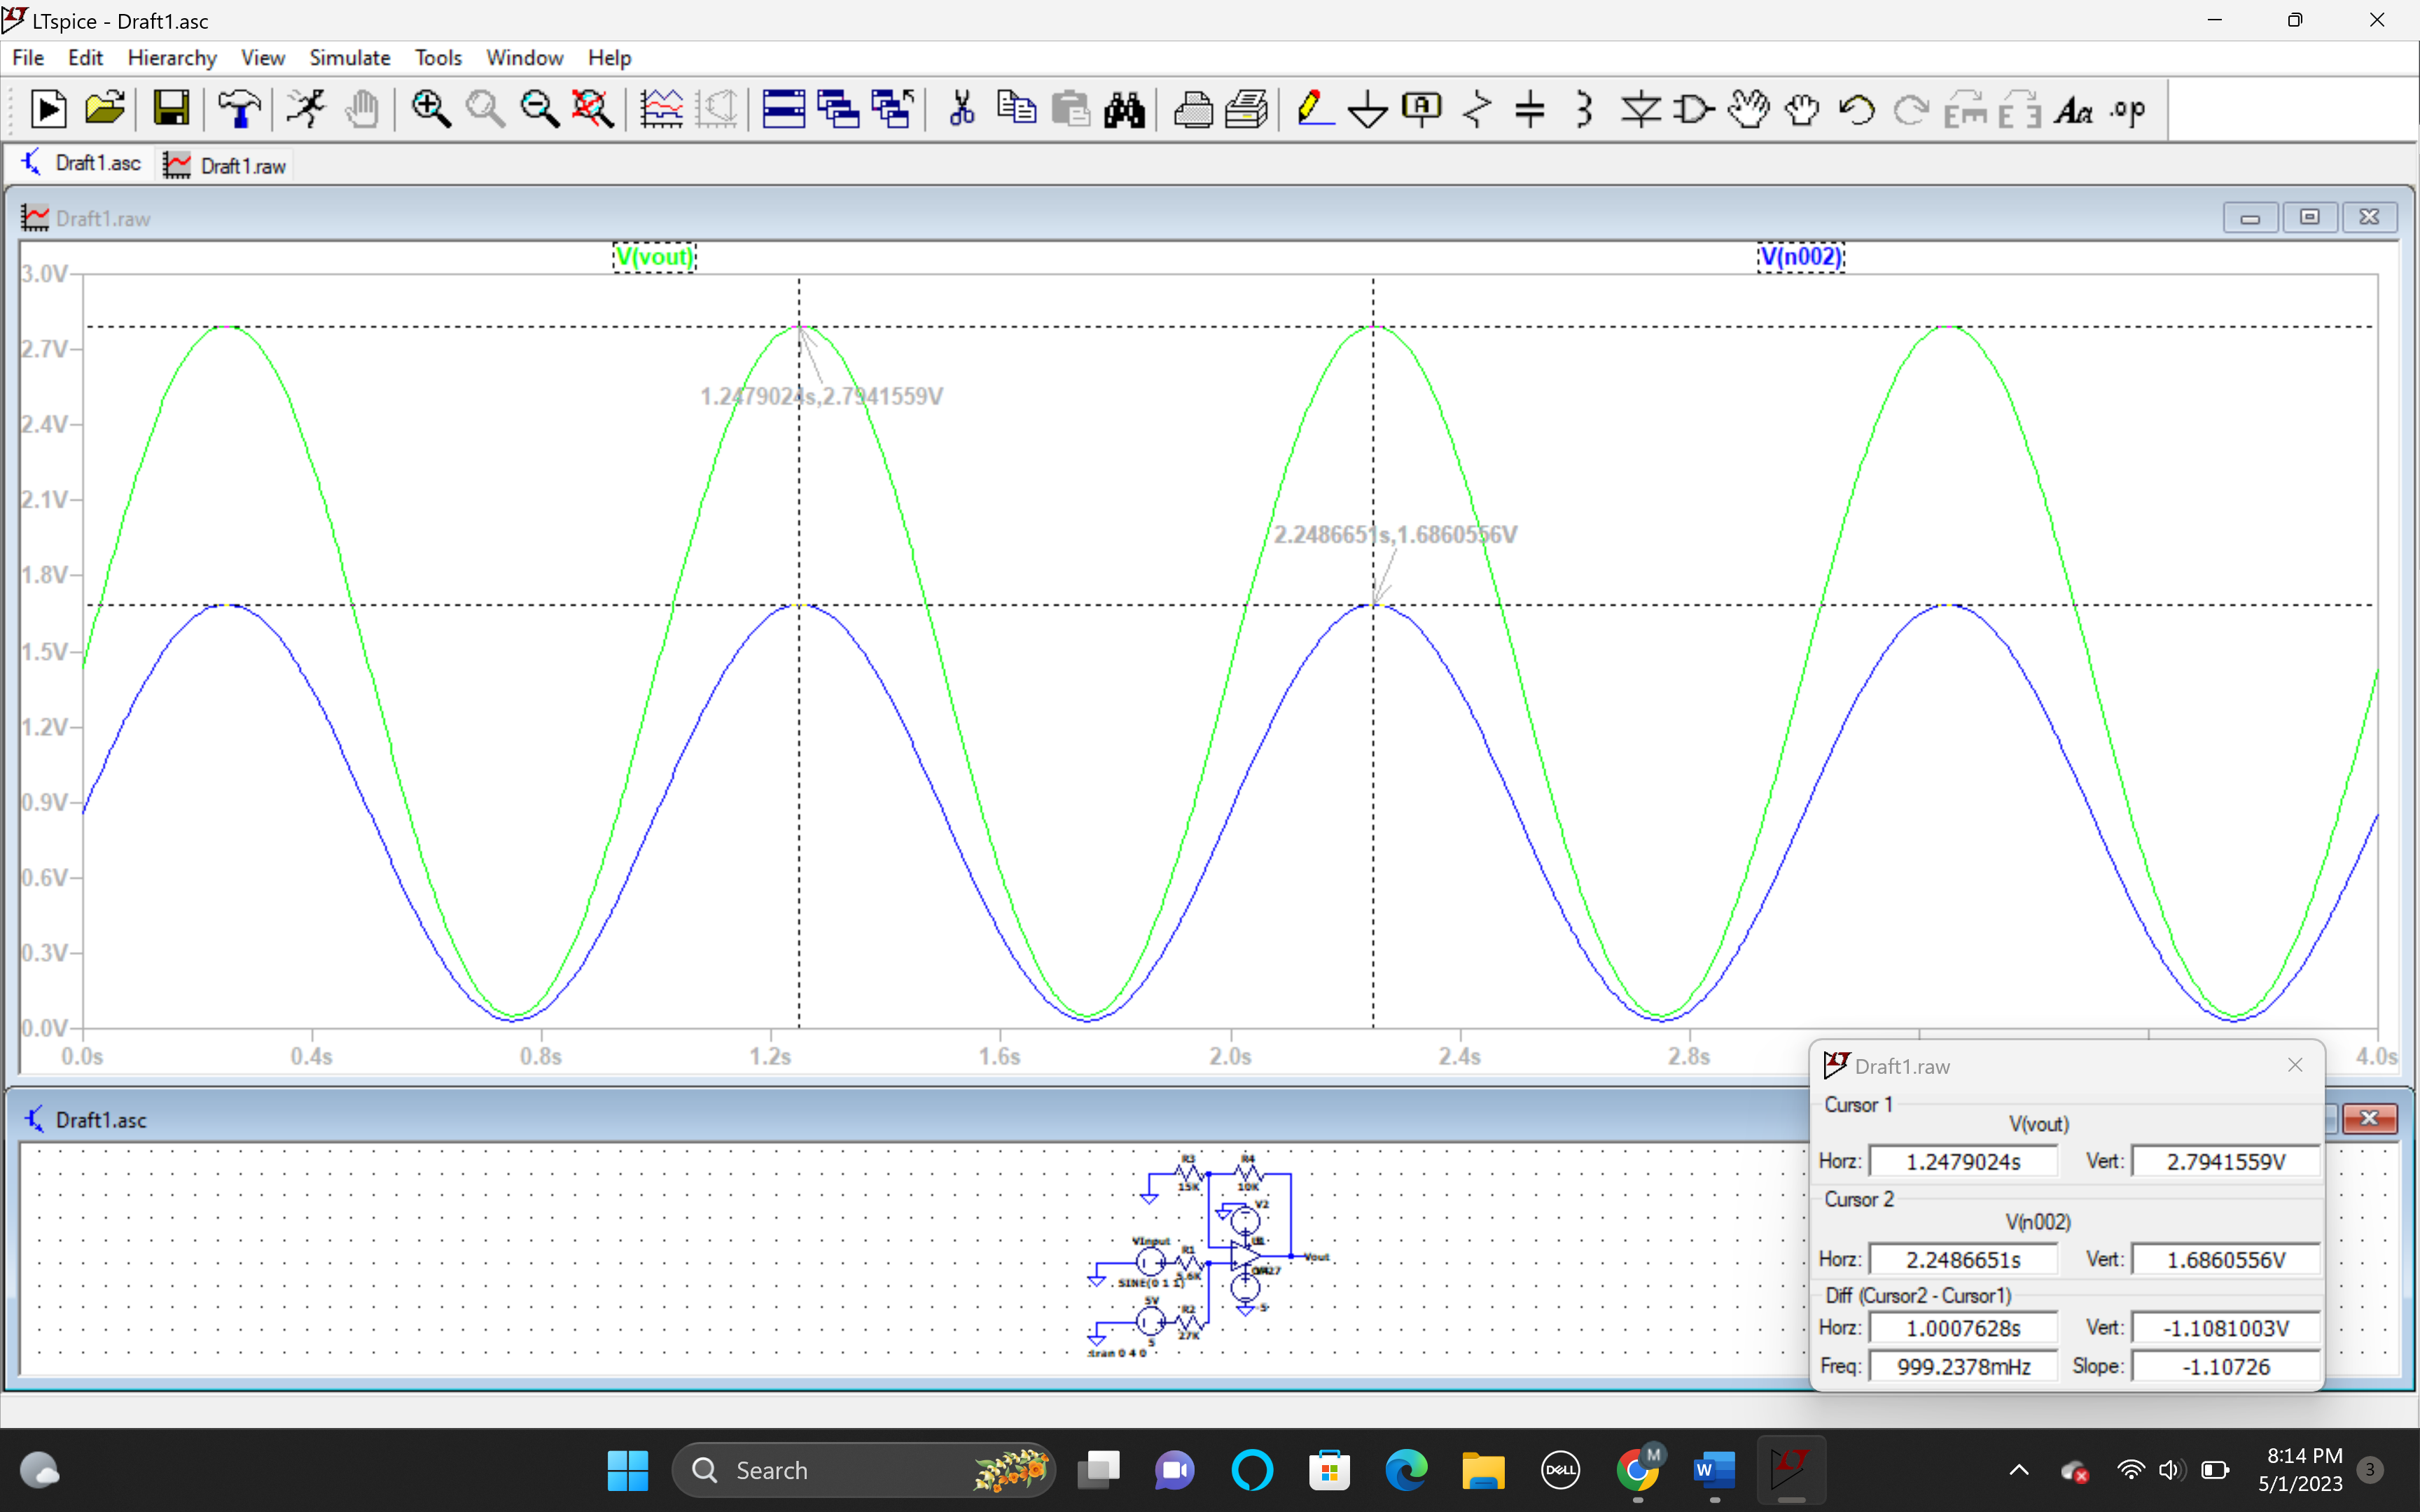 LTspice - Draft1.asc
File Edit Hierarchy View Simulate Tools Window Help
Aa .op
Draft1.asc Draft1.raw
Draft1.raw
V(vout) V(n002)
3.0V
2.7V
1.2479024s,2.7941559V
2.4V
2.1V
2.2486651s,1.6860556V
1.8V
1.5V
1.2V
0.9V
0.6V
0.3V
0.0V
0.0s 0.4s 0.8s 1.2s 1.6s 2.0s 2.4s 2.8s 4.0s
Draft1.asc
R3 R4
15K 10K
V2
VInput R1 U1
5.6K
SINE(0 1 1)
Vout
-5
5V R2
5 27K
.tran 0 4 0
Draft1.raw
Cursor 1
V(vout)
Horz: 1.2479024s Vert: 2.7941559V
Cursor 2
V(n002)
Horz: 2.2486651s Vert: 1.6860556V
Diff (Cursor2 - Cursor1)
Horz: 1.0007628s Vert: -1.1081003V
Freq: 999.2378mHz Slope: -1.10726
Search
DELL
M
W
8:14 PM
5/1/2023
3